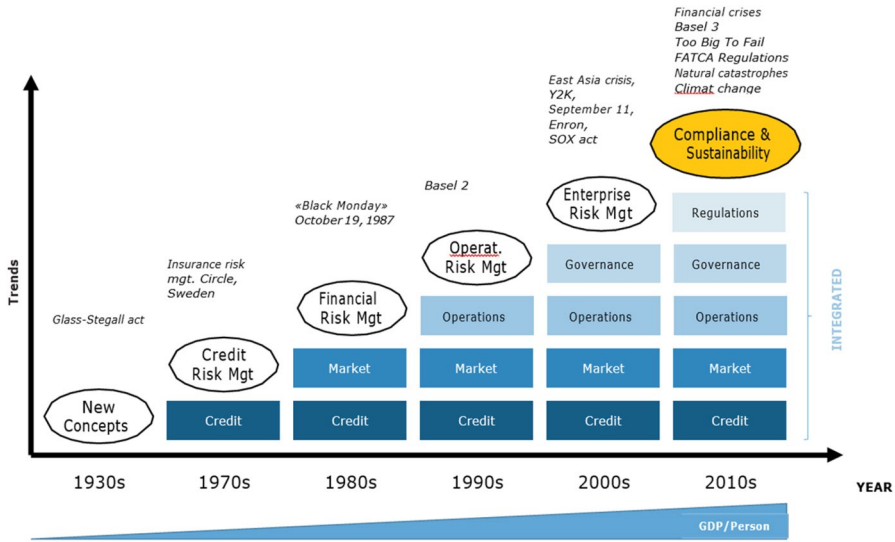 Financial crises
Basel 3
Too Big To Fail
FATCA Regulations
Natural catastrophes
Climat change
East Asia crisis,
Y2K,
September 11,
Enron,
SOX act
Compliance &
Sustainability
Basel 2
«Black Monday»
October 19, 1987
Enterprise
Risk Mgt
Regulations
Insurance risk
mgt. Circle,
Sweden
Operat.
Risk Mgt
Governance
Governance
Trends
Glass-Stegall act
Financial
Risk Mgt
Operations
Operations
Operations
INTEGRATED
Credit
Risk Mgt
Market
Market
Market
Market
New
Concepts
Credit
Credit
Credit
Credit
Credit
1930s
1970s
1980s
1990s
2000s
2010s
YEAR
GDP/Person